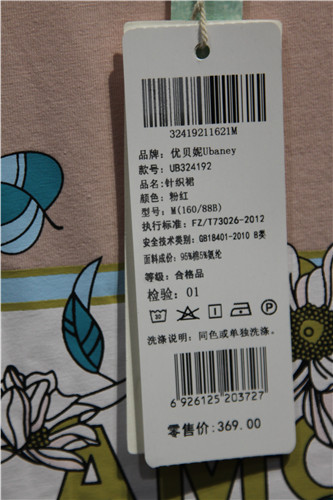 32419211621M
品牌: 优贝妮Ubaney
款号: UB324192
品名: 针织裙
颜色: 粉红
型号: M(160/88B)
执行标准: FZ/T73026-2012
安全技术类别: GB18401-2010 B类
面料成份: 95%棉5%氨纶
等级: 合格品
检验: 01
30
洗涤说明: 同色或单独洗涤.
6 926125 203727
零售价:369.00